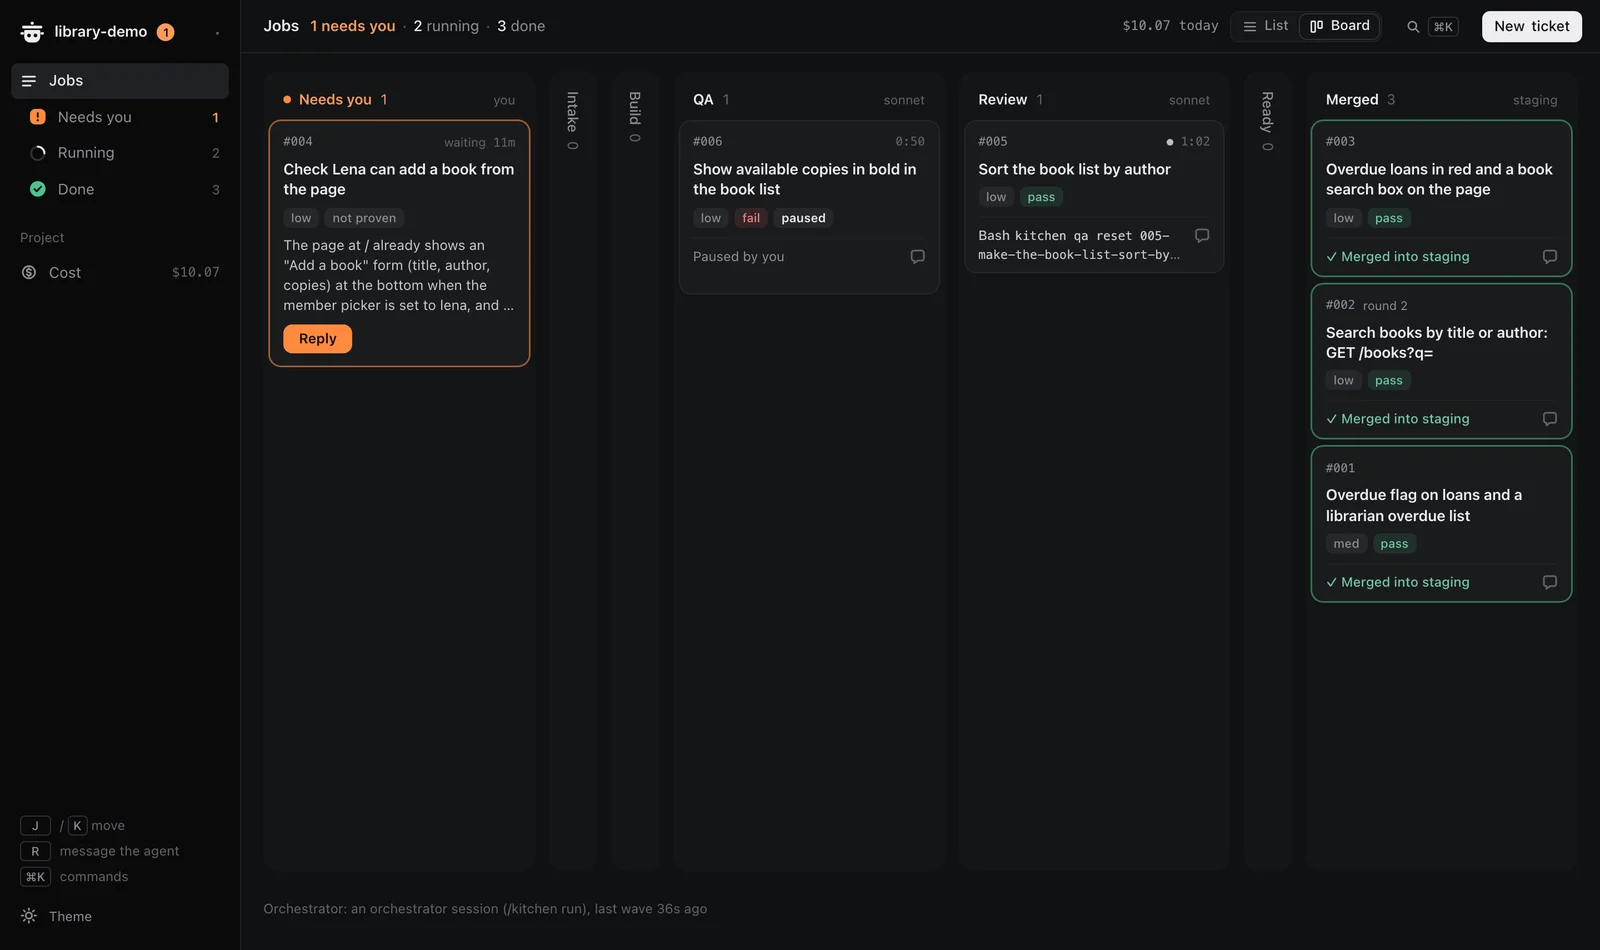 library-demo 1
Jobs
Needs you 1
Running 2
Done 3
Project
Cost $10.07
J / K move
R message the agent
⌘K commands
Theme
Jobs 1 needs you · 2 running · 3 done
$10.07 today
List
Board
⌘K
New ticket
Needs you 1 you
#004 waiting 11m
Check Lena can add a book from
the page
low not proven
The page at / already shows an
"Add a book" form (title, author,
copies) at the bottom when the
member picker is set to lena, and ...
Reply
Intake 0
Build 0
QA 1 sonnet
#006 0:50
Show available copies in bold in
the book list
low fail paused
Paused by you
Review 1 sonnet
#005 1:02
Sort the book list by author
low pass
Bash kitchen qa reset 005-
make-the-book-list-sort-by...
Ready 0
Merged 3 staging
#003
Overdue loans in red and a book
search box on the page
low pass
✓ Merged into staging
#002 round 2
Search books by title or author:
GET /books?q=
low pass
✓ Merged into staging
#001
Overdue flag on loans and a
librarian overdue list
med pass
✓ Merged into staging
Orchestrator: an orchestrator session (/kitchen run), last wave 36s ago